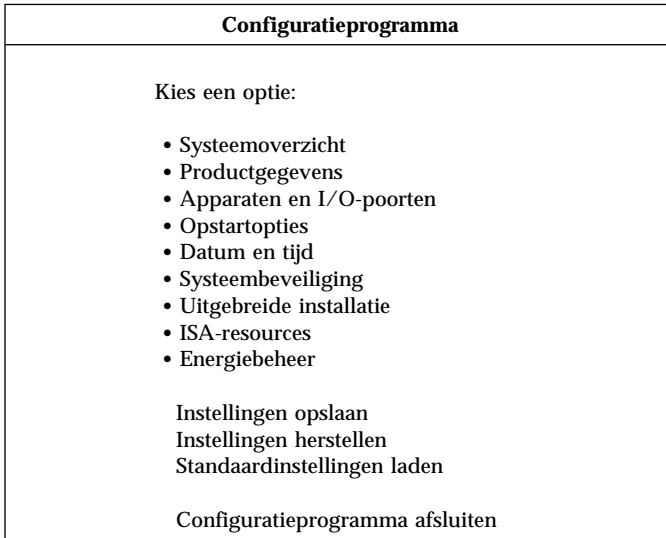 Configuratieprogramma
Kies een optie:
• Systeemoverzicht
• Productgegevens
• Apparaten en I/O-poorten
• Opstartopties
• Datum en tijd
• Systembeveiliging
• Uitgebreide installatie
• ISA-resources
• Energiebeheer
Instellingen opslaan
Instellingen herstellen
Standaardinstellingen laden
Configuratieprogramma afsluiten